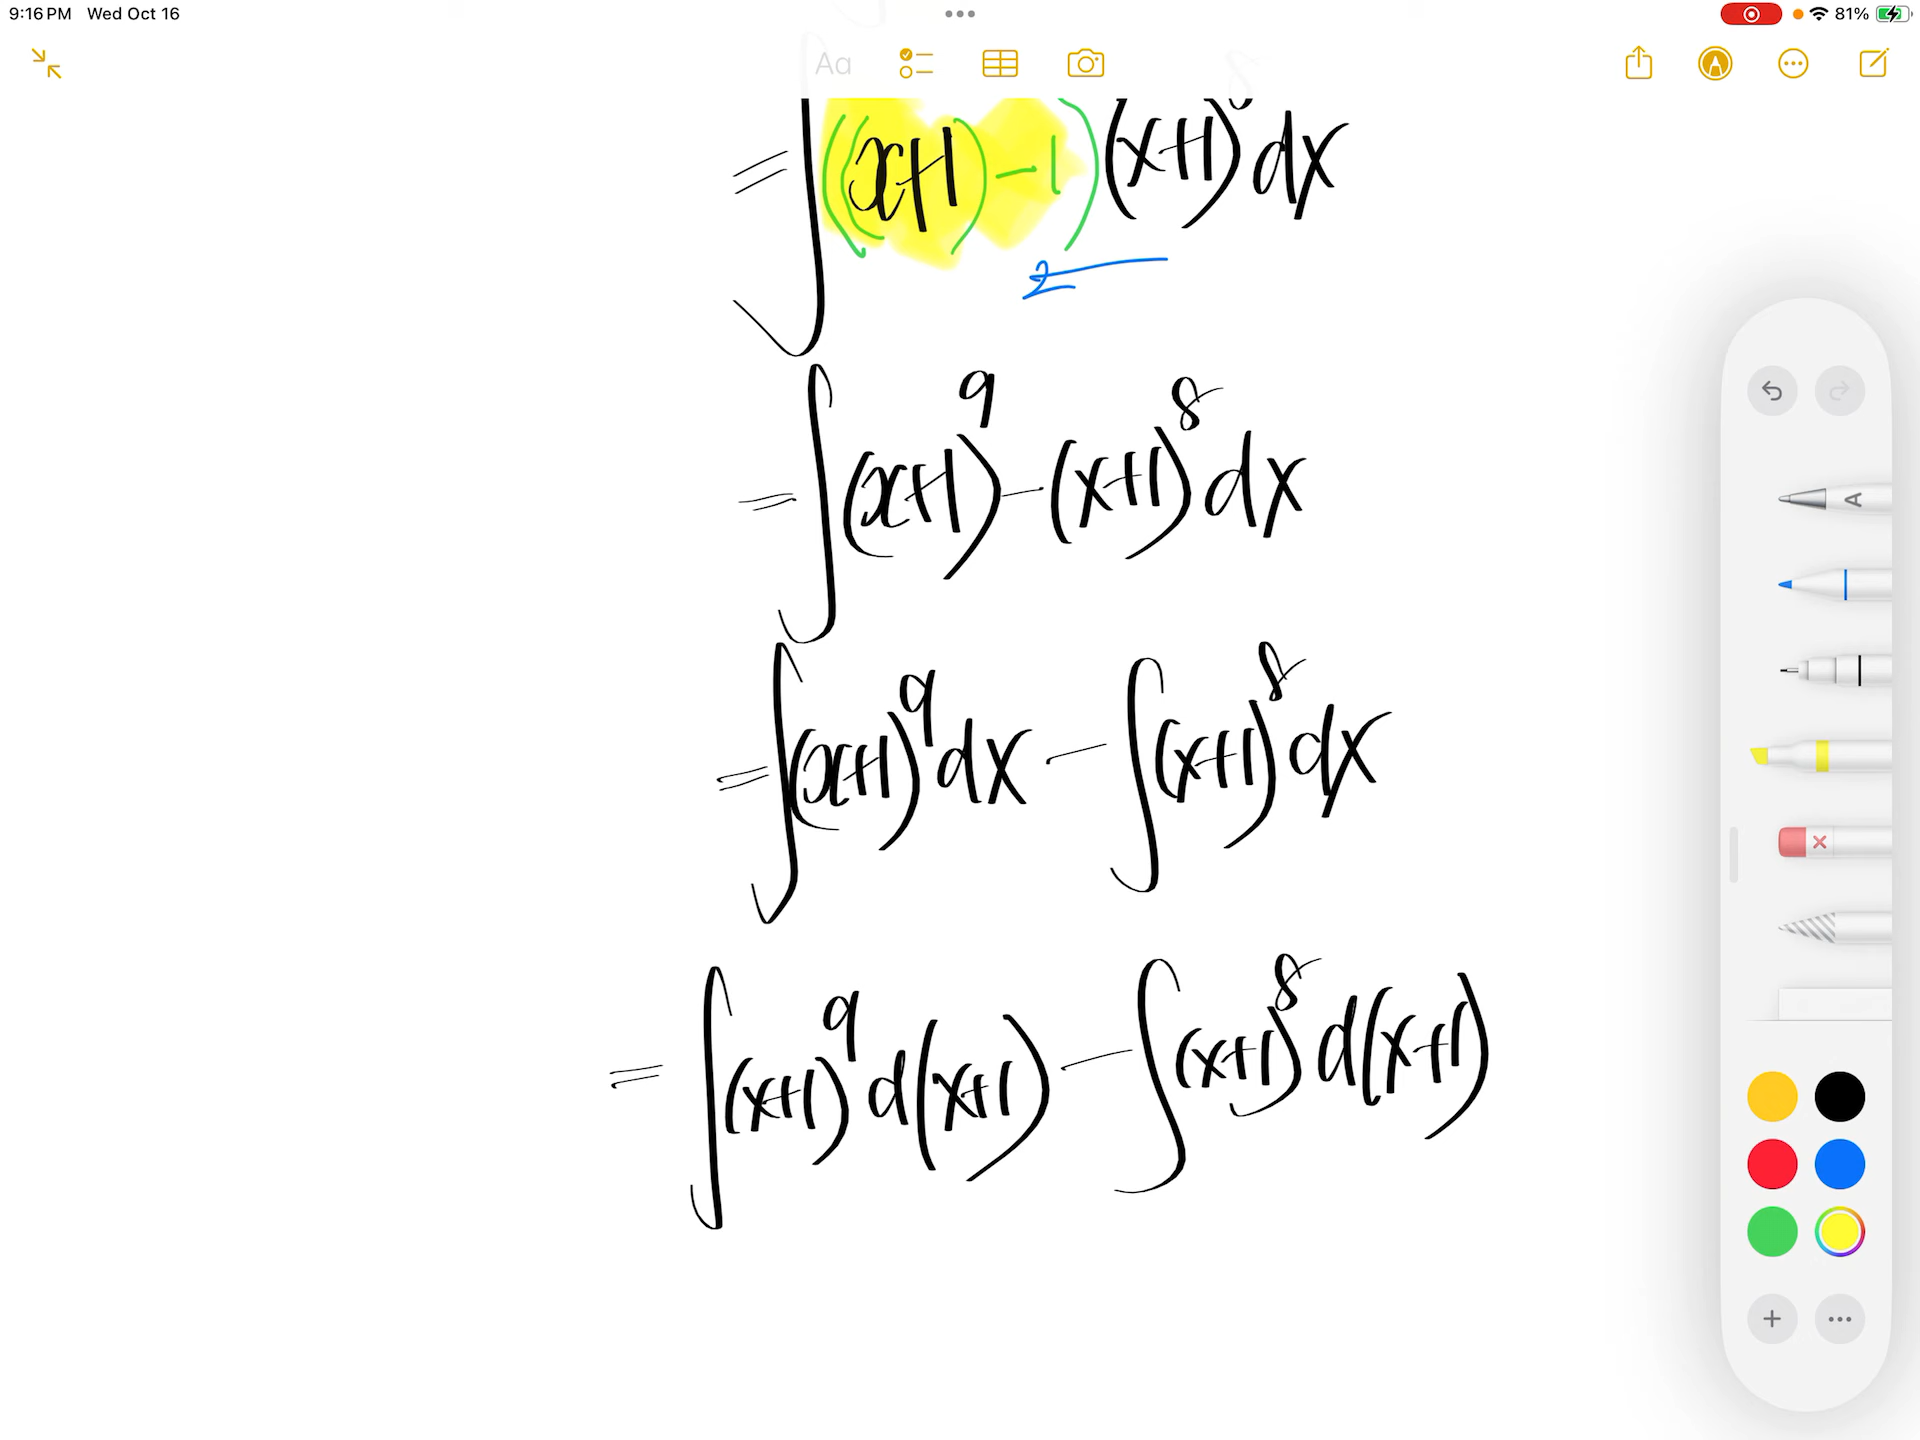 9:16 PM Wed Oct 16
81%
Aa
= ∫ ((x+1) - 1) (x+1)^8 dx
= ∫ (x+1)^9 - (x+1)^8 dx
= ∫ (x+1)^9 dx - ∫ (x+1)^8 dx
= ∫ (x+1)^9 d(x+1) - ∫ (x+1)^8 d(x+1)
A